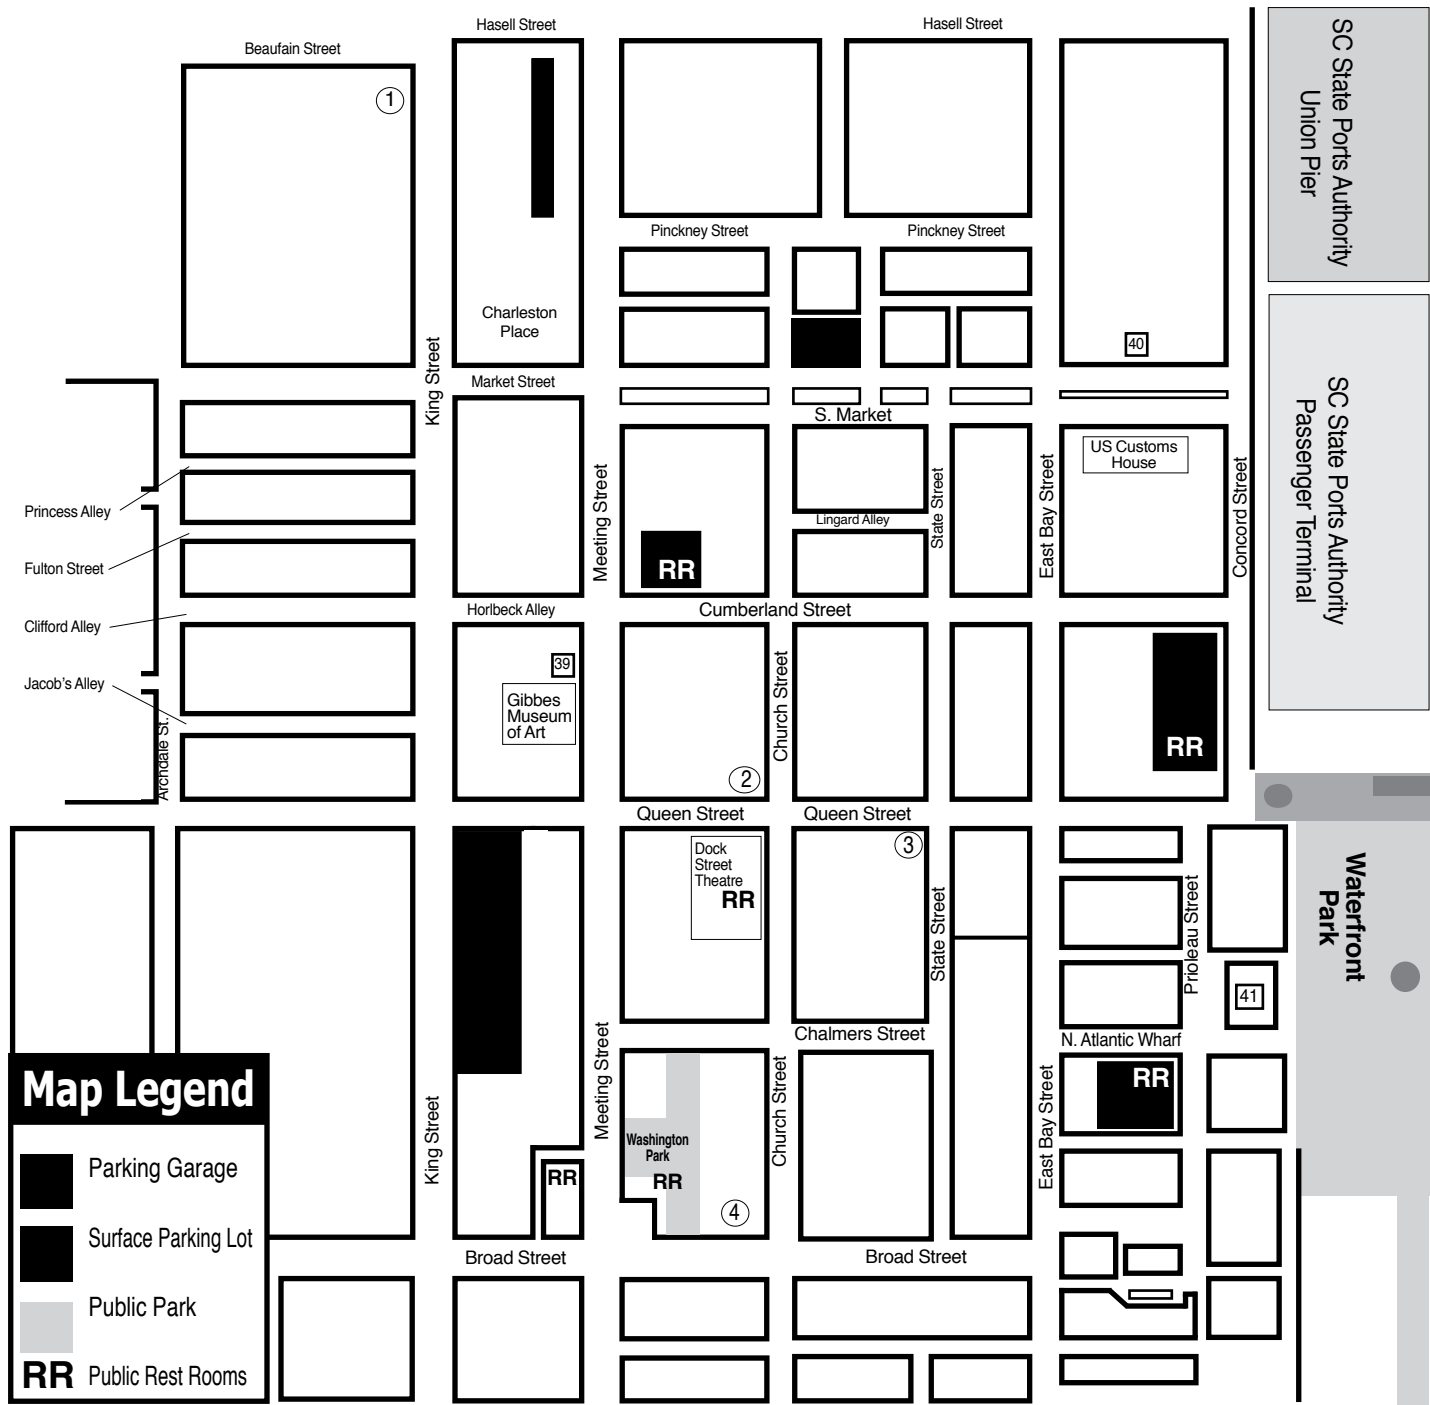 Hasell Street
Hasell Street
Beaufain Street
1
SC State Ports Authority
Union Pier
Pinckney Street
Pinckney Street
Charleston
Place
40
King Street
Market Street
S. Market
SC State Ports Authority
Passenger Terminal
US Customs
House
Meeting Street
State Street
East Bay Street
Concord Street
Princess Alley
Lingard Alley
RR
Fulton Street
Horlbeck Alley
Cumberland Street
Clifford Alley
39
Church Street
Jacob's Alley
Gibbes
Museum
of Art
Archdale St.
RR
2
Queen Street
Queen Street
3
Dock
Street
Theatre
RR
State Street
Prioleau Street
Waterfront
Park
41
Chalmers Street
N. Atlantic Wharf
Meeting Street
Church Street
East Bay Street
RR
King Street
Washington
Park
RR
RR
4
Broad Street
Broad Street
Map Legend
Parking Garage
Surface Parking Lot
Public Park
RR Public Rest Rooms